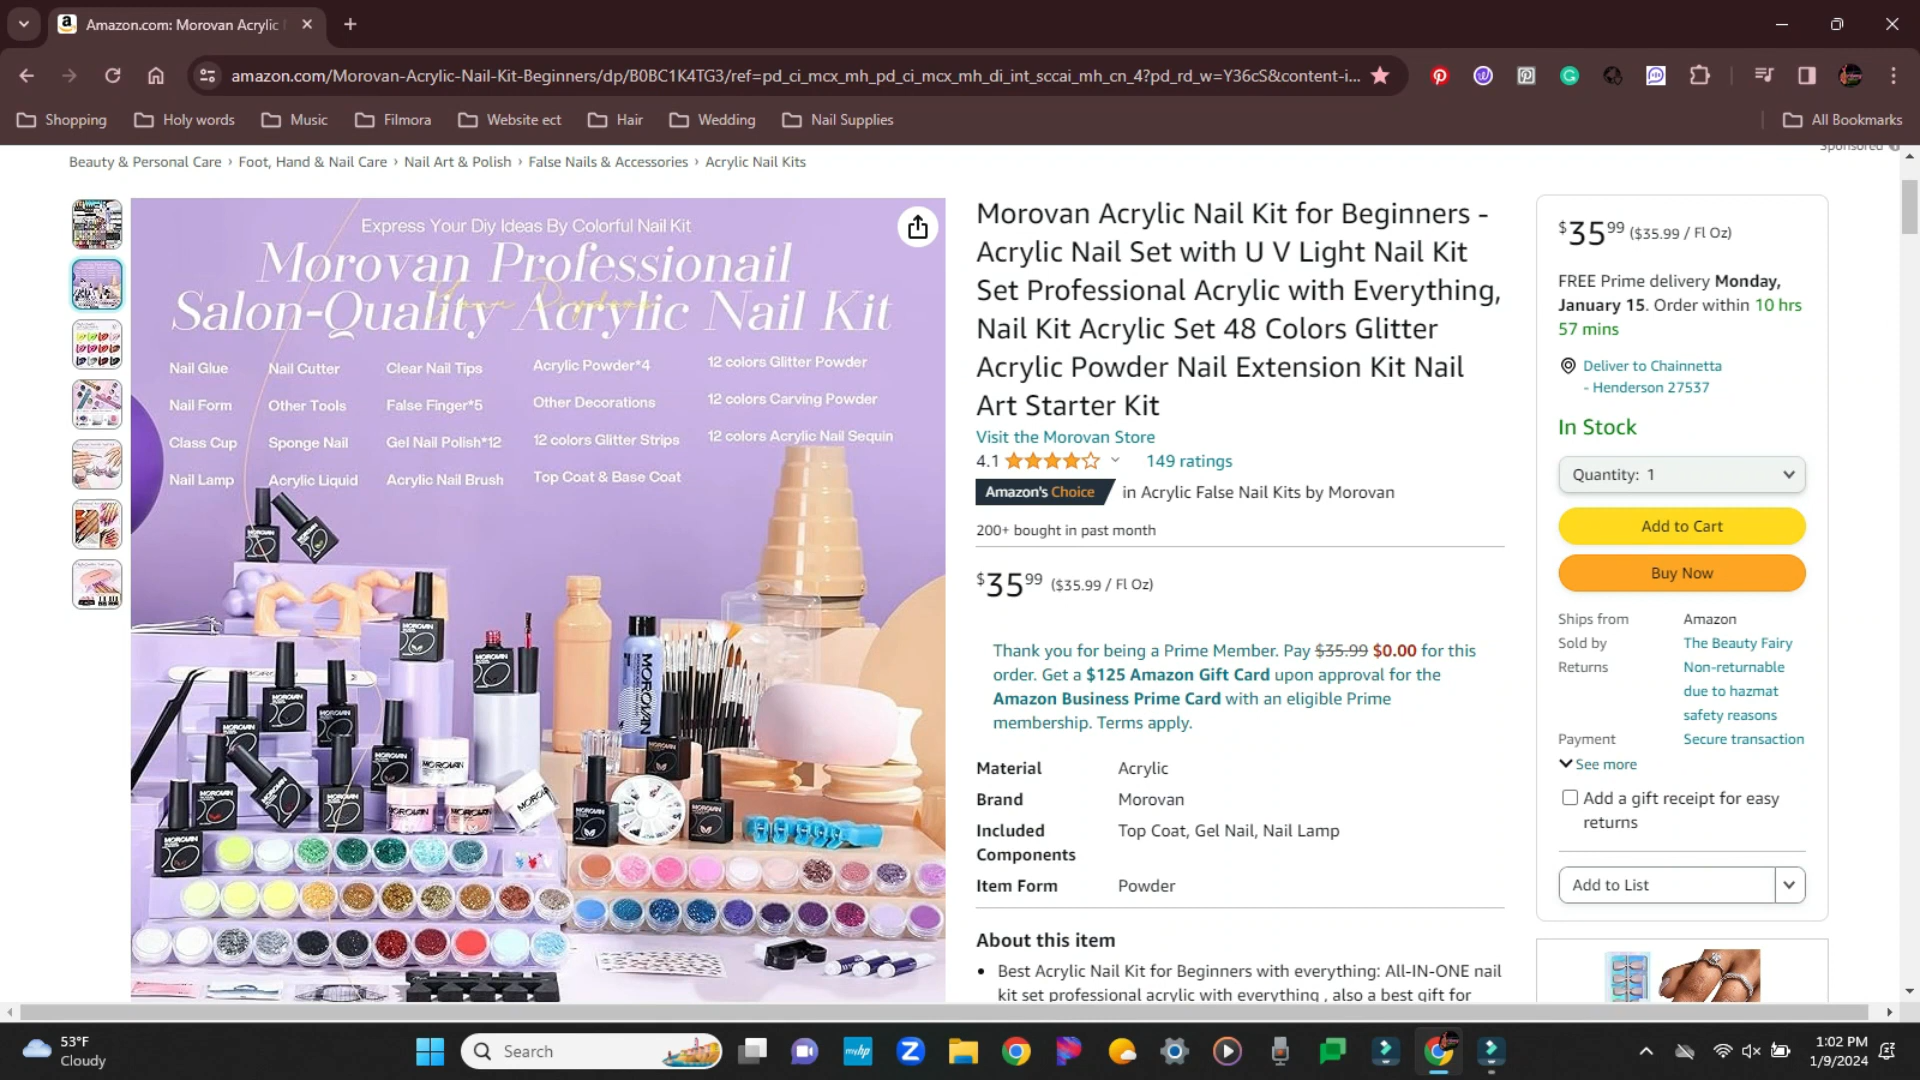 Amazon.com: Morovan Acrylic
amazon.com/Morovan-Acrylic-Nail-Kit-Beginners/dp/B0BC1K4TG3/ref=pd_ci_mcx_mh_pd_ci_mcx_mh_di_int_sccai_mh_cn_4?pd_rd_w=Y36cS&content-i...
Shopping Holy words Music Filmora Website ect Hair Wedding Nail Supplies All Bookmarks
Sponsored
Beauty & Personal Care › Foot, Hand & Nail Care › Nail Art & Polish › False Nails & Accessories › Acrylic Nail Kits
Express Your Diy Ideas By Colorful Nail Kit
Morovan Professionail
Salon-Quality Acrylic Nail Kit
Nail Glue Nail Cutter Clear Nail Tips Acrylic Powder*4 12 colors Glitter Powder
Nail Form Other Tools False Finger*5 Other Decorations 12 colors Carving Powder
Class Cup Sponge Nail Gel Nail Polish*12 12 colors Glitter Strips 12 colors Acrylic Nail Sequin
Nail Lamp Acrylic Liquid Acrylic Nail Brush Top Coat & Base Coat
MOROVAN
Morovan Acrylic Nail Kit for Beginners -
Acrylic Nail Set with U V Light Nail Kit
Set Professional Acrylic with Everything,
Nail Kit Acrylic Set 48 Colors Glitter
Acrylic Powder Nail Extension Kit Nail
Art Starter Kit
Visit the Morovan Store
4.1 149 ratings
Amazon's Choice in Acrylic False Nail Kits by Morovan
200+ bought in past month
$35 99 ($35.99 / Fl Oz)
Thank you for being a Prime Member. Pay $35.99 $0.00 for this
order. Get a $125 Amazon Gift Card upon approval for the
Amazon Business Prime Card with an eligible Prime
membership. Terms apply.
Material Acrylic
Brand Morovan
Included Top Coat, Gel Nail, Nail Lamp
Components
Item Form Powder
About this item
• Best Acrylic Nail Kit for Beginners with everything: All-IN-ONE nail
kit set professional acrylic with everything , also a best gift for
$35 99 ($35.99 / Fl Oz)
FREE Prime delivery Monday,
January 15. Order within 10 hrs
57 mins
Deliver to Chainnetta
- Henderson 27537
In Stock
Quantity: 1
Add to Cart
Buy Now
Ships from Amazon
Sold by The Beauty Fairy
Returns Non-returnable
due to hazmat
safety reasons
Payment Secure transaction
See more
Add a gift receipt for easy
returns
Add to List
53°F
Cloudy
Search
myhp
1:02 PM
1/9/2024